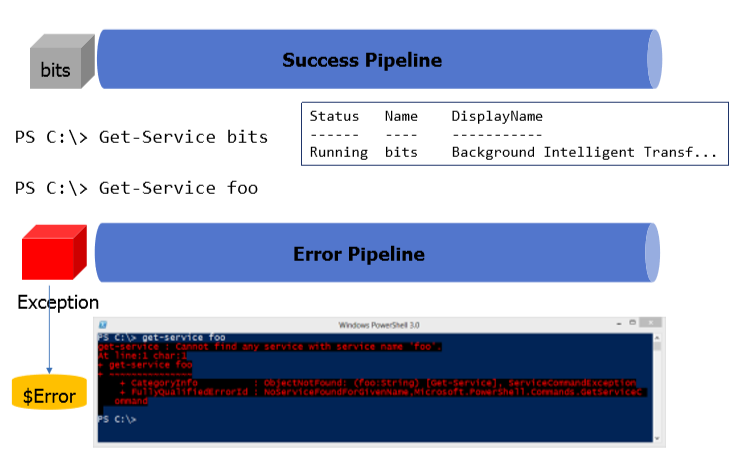 Success Pipeline
bits
Status Name DisplayName
------ ---- -----------
PS C:\> Get-Service bits
Running bits Background Intelligent Transf...
PS C:\> Get-Service foo
Error Pipeline
Exception
Windows PowerShell 3.0
PS C:\> get-service foo
get-service : Cannot find any service with service name 'foo'.
At line:1 char:1
+ get-service foo
+ ~~~~~~~~~~~~~~~
+ CategoryInfo : ObjectNotFound: (foo:String) [Get-Service], ServiceCommandException
+ FullyQualifiedErrorId : NoServiceFoundForGivenName,Microsoft.PowerShell.Commands.GetServiceC
ommand
PS C:\>
$Error